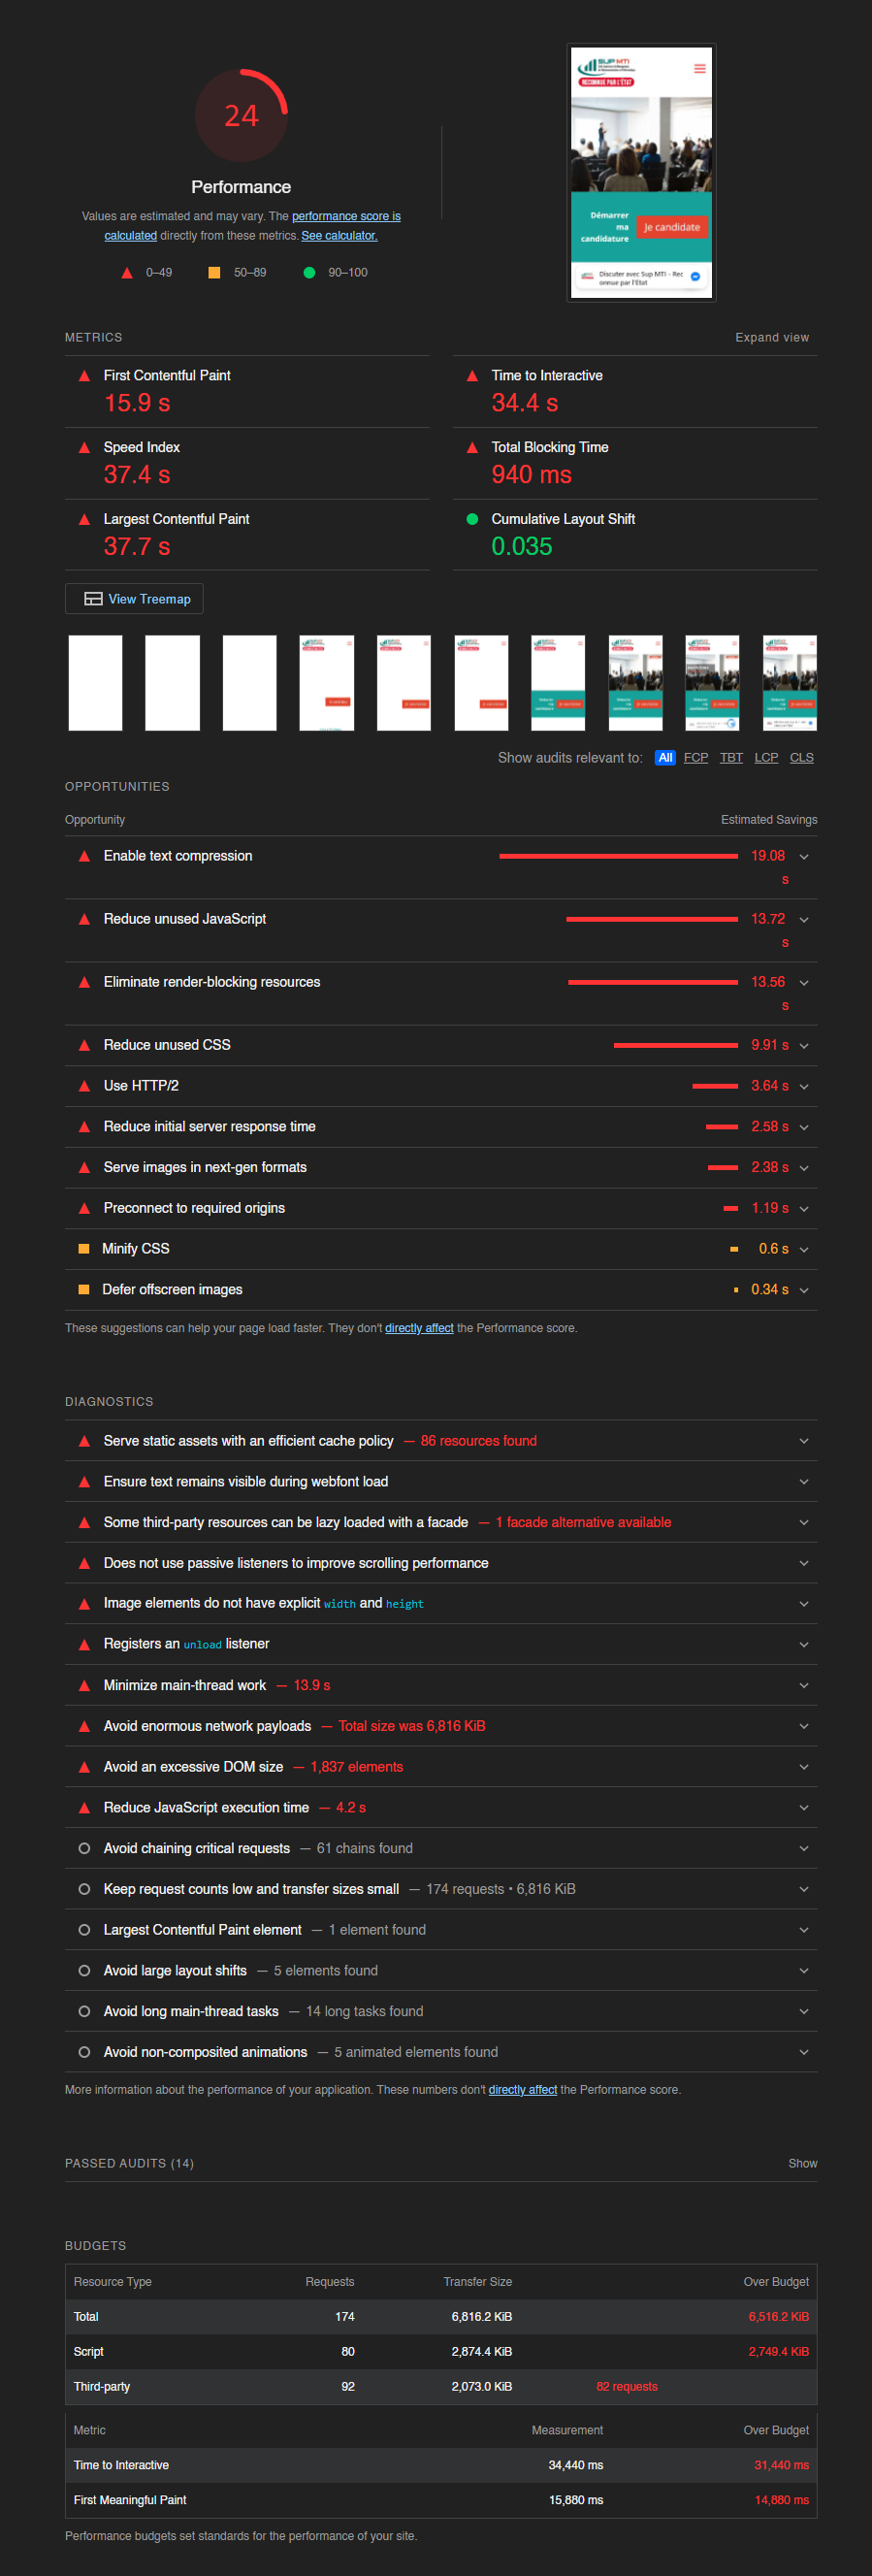 24
Performance
Values are estimated and may vary. The performance score is
calculated directly from these metrics. See calculator.
0–49
50–89
90–100
SUP MTI
RECONNUE PAR L'ÉTAT
Démarrer
ma
candidature
Je candidate
Discuter avec Sup MTI - Rec
onnue par l'Etat
METRICS
Expand view
First Contentful Paint
15.9 s
Time to Interactive
34.4 s
Speed Index
37.4 s
Total Blocking Time
940 ms
Largest Contentful Paint
37.7 s
Cumulative Layout Shift
0.035
View Treemap
Show audits relevant to: All FCP TBT LCP CLS
OPPORTUNITIES
Opportunity
Estimated Savings
Enable text compression
19.08
s
Reduce unused JavaScript
13.72
s
Eliminate render-blocking resources
13.56
s
Reduce unused CSS
9.91 s
Use HTTP/2
3.64 s
Reduce initial server response time
2.58 s
Serve images in next-gen formats
2.38 s
Preconnect to required origins
1.19 s
Minify CSS
0.6 s
Defer offscreen images
0.34 s
These suggestions can help your page load faster. They don't directly affect the Performance score.
DIAGNOSTICS
Serve static assets with an efficient cache policy — 86 resources found
Ensure text remains visible during webfont load
Some third-party resources can be lazy loaded with a facade — 1 facade alternative available
Does not use passive listeners to improve scrolling performance
Image elements do not have explicit width and height
Registers an unload listener
Minimize main-thread work — 13.9 s
Avoid enormous network payloads — Total size was 6,816 KiB
Avoid an excessive DOM size — 1,837 elements
Reduce JavaScript execution time — 4.2 s
Avoid chaining critical requests — 61 chains found
Keep request counts low and transfer sizes small — 174 requests • 6,816 KiB
Largest Contentful Paint element — 1 element found
Avoid large layout shifts — 5 elements found
Avoid long main-thread tasks — 14 long tasks found
Avoid non-composited animations — 5 animated elements found
More information about the performance of your application. These numbers don't directly affect the Performance score.
PASSED AUDITS (14)
Show
BUDGETS
Resource Type Requests Transfer Size Over Budget
Total 174 6,816.2 KiB 6,516.2 KiB
Script 80 2,874.4 KiB 2,749.4 KiB
Third-party 92 2,073.0 KiB 82 requests
Metric Measurement Over Budget
Time to Interactive 34,440 ms 31,440 ms
First Meaningful Paint 15,880 ms 14,880 ms
Performance budgets set standards for the performance of your site.